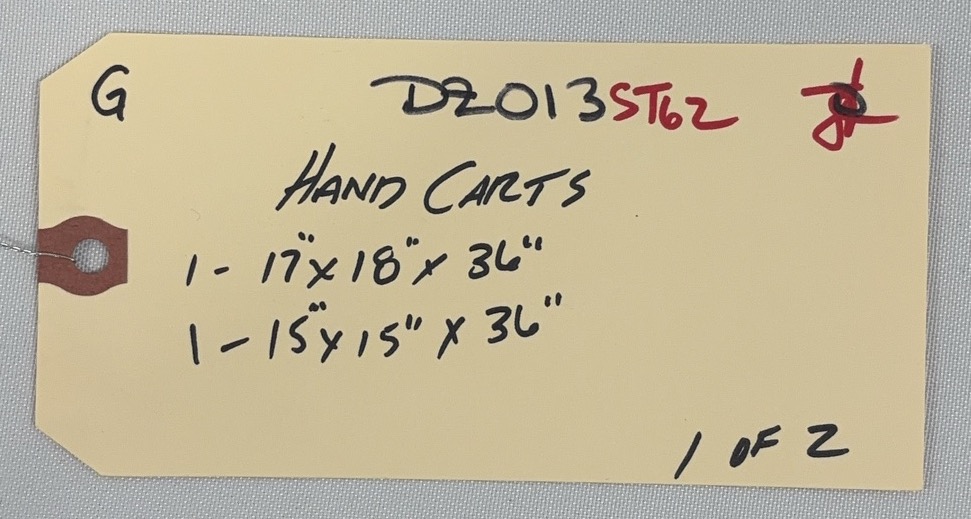 G DZ013ST62
HAND CARTS
1 - 17" x 18" x 36"
1 - 15" x 15" x 36"
1 OF 2